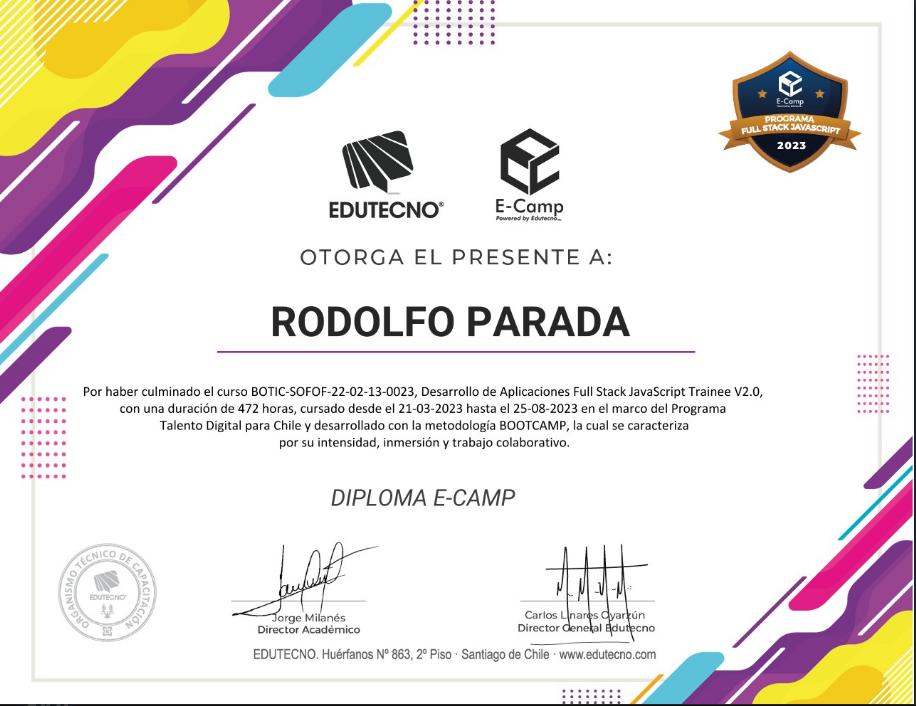 E-Camp
PROGRAMA
FULL STACK JAVASCRIPT
2023
EDUTECNO®
E-Camp
Powered by Edutecno_
OTORGA EL PRESENTE A:
RODOLFO PARADA
Por haber culminado el curso BOTIC-SOFOF-22-02-13-0023, Desarrollo de Aplicaciones Full Stack JavaScript Trainee V2.0,
con una duración de 472 horas, cursado desde el 21-03-2023 hasta el 25-08-2023 en el marco del Programa
Talento Digital para Chile y desarrollado con la metodología BOOTCAMP, la cual se caracteriza
por su intensidad, inmersión y trabajo colaborativo.
DIPLOMA E-CAMP
ORGANISMO TÉCNICO DE CAPACITACIÓN
EDUTECNO
Jorge Milanés
Director Académico
Carlos Linares Oyarzún
Director General Edutecno
EDUTECNO. Huérfanos Nº 863, 2º Piso · Santiago de Chile · www.edutecno.com